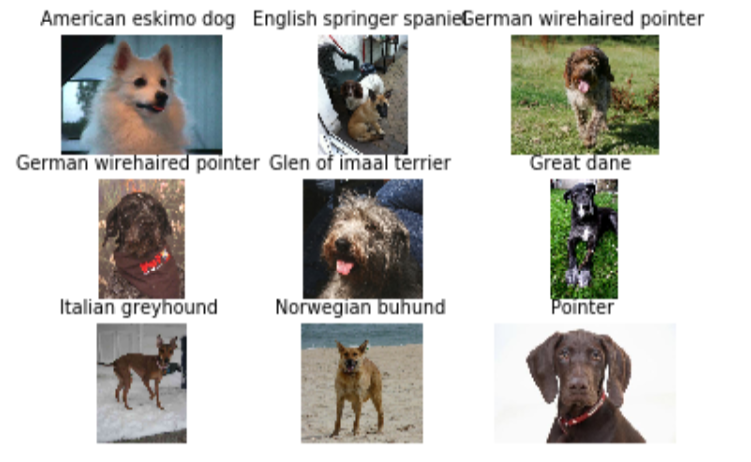 American eskimo dog
English springer spaniel
German wirehaired pointer
German wirehaired pointer
Glen of imaal terrier
Great dane
Italian greyhound
Norwegian buhund
Pointer